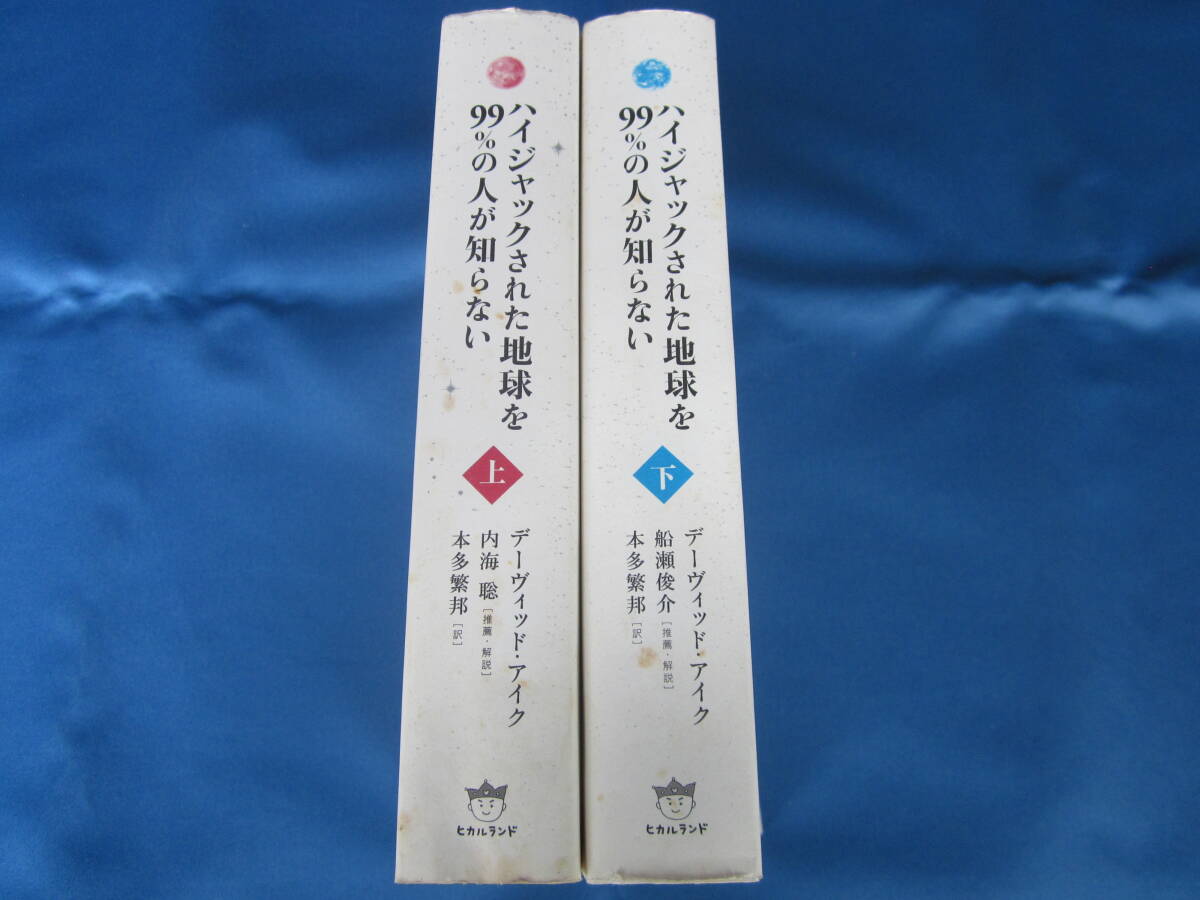 ハイジャックされた地球を
99%の人が知らない
上
デーヴィッド・アイク
内海 聡[推薦・解説]
本多繁邦[訳]
ヒカルランド
ハイジャックされた地球を
99%の人が知らない
下
デーヴィッド・アイク
船瀬俊介[推薦・解説]
本多繁邦[訳]
ヒカルランド